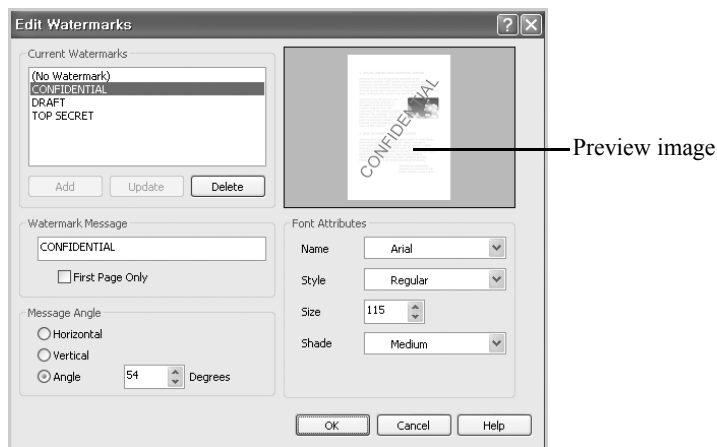 Edit Watermarks
Current Watermarks
(No Watermark)
CONFIDENTIAL
DRAFT
TOP SECRET
Add Update Delete
CONFIDENTIAL
Preview image
Watermark Message
CONFIDENTIAL
First Page Only
Message Angle
Horizontal
Vertical
Angle 54 Degrees
Font Attributes
Name Arial
Style Regular
Size 115
Shade Medium
OK Cancel Help